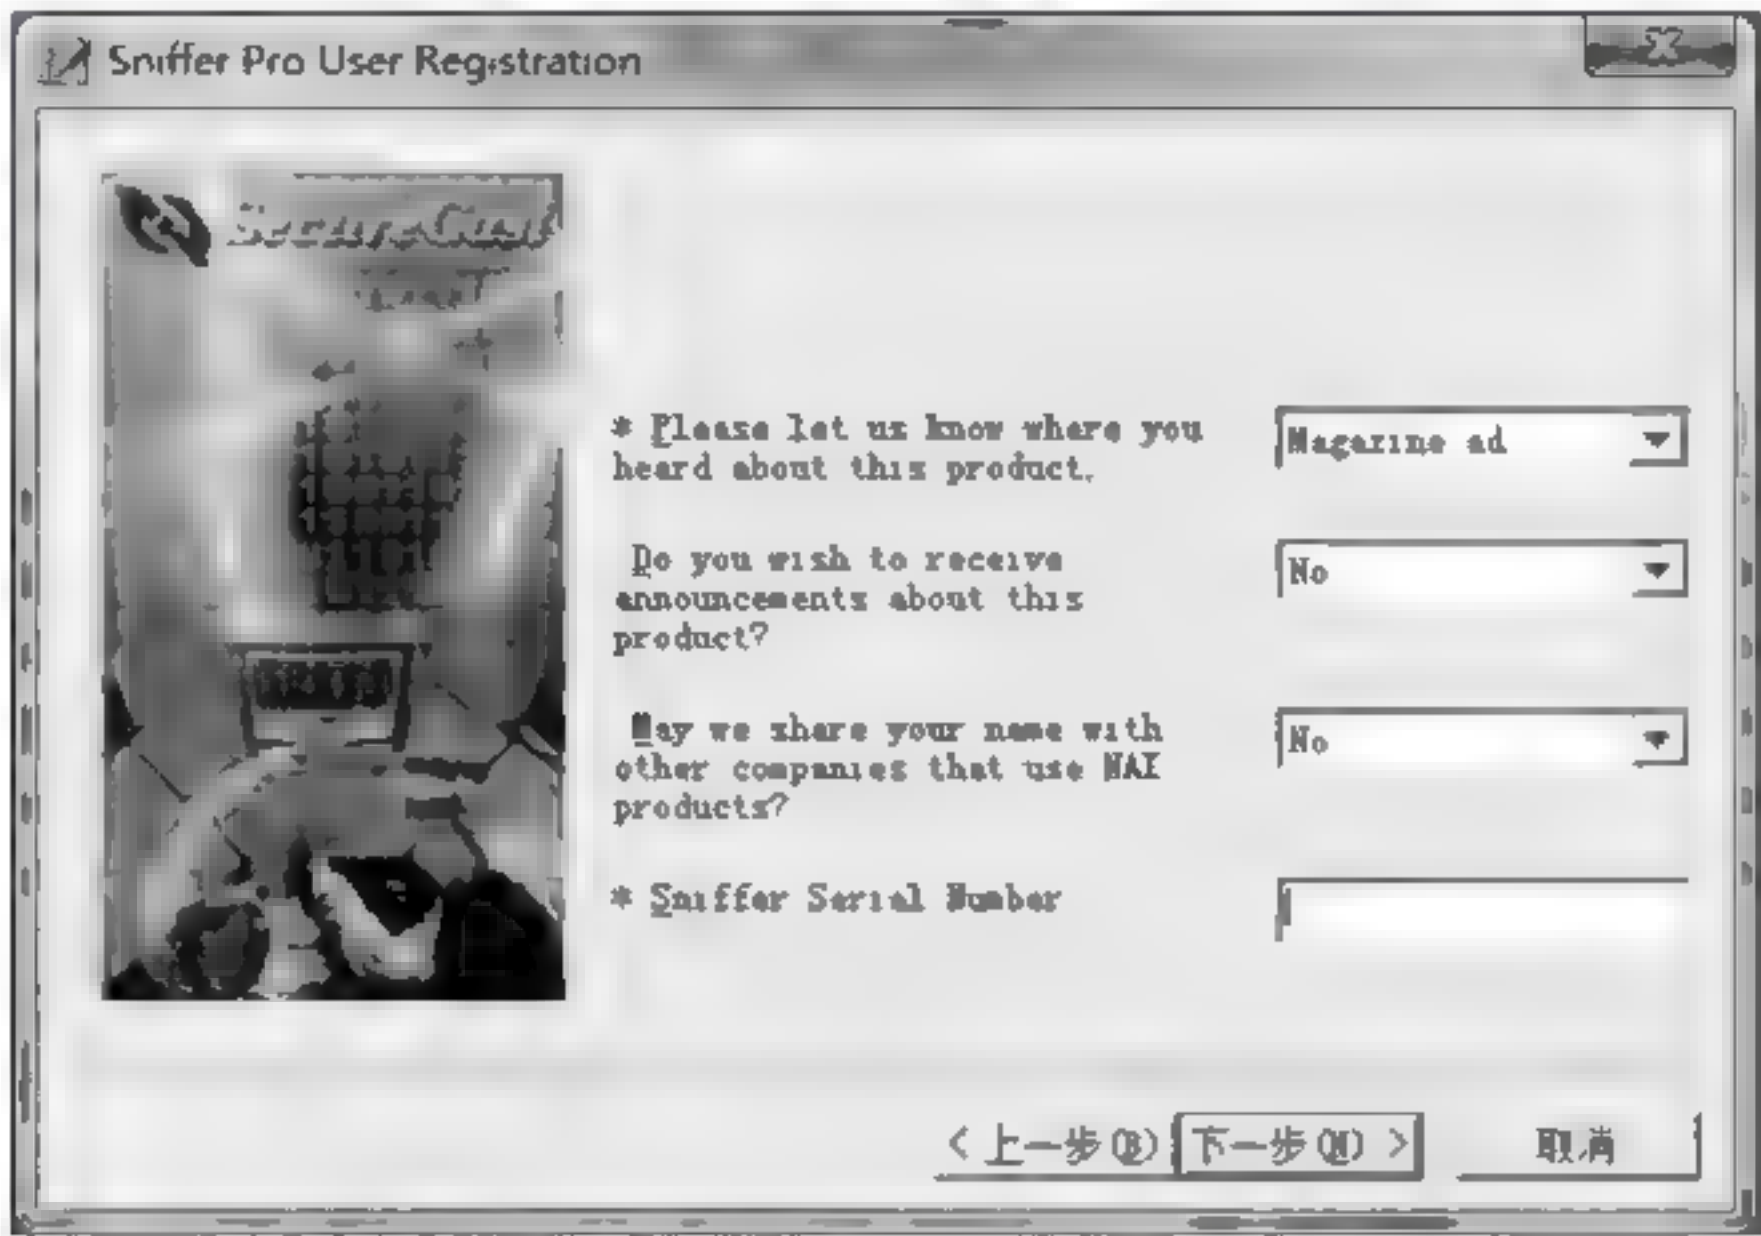 Sniffer Pro User Registration
SecureCast
* Please let us know where you
heard about this product.
Magazine ad
Do you wish to receive
announcements about this
product?
No
May we share your name with
other companies that use NAI
products?
No
* Sniffer Serial Number
< 上一步(B)
下一步(N) >
取消